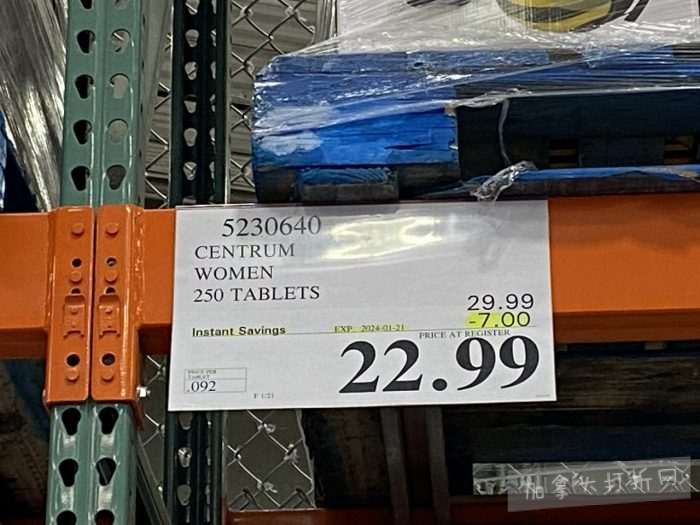 5230640
CENTRUM
WOMEN
250 TABLETS
29.99
Instant Savings EXP. 2024-01-21 -7.00
PRICE AT REGISTER
22.99
PRICE PER
TABLET
.092
F 1/21
加拿大打折网